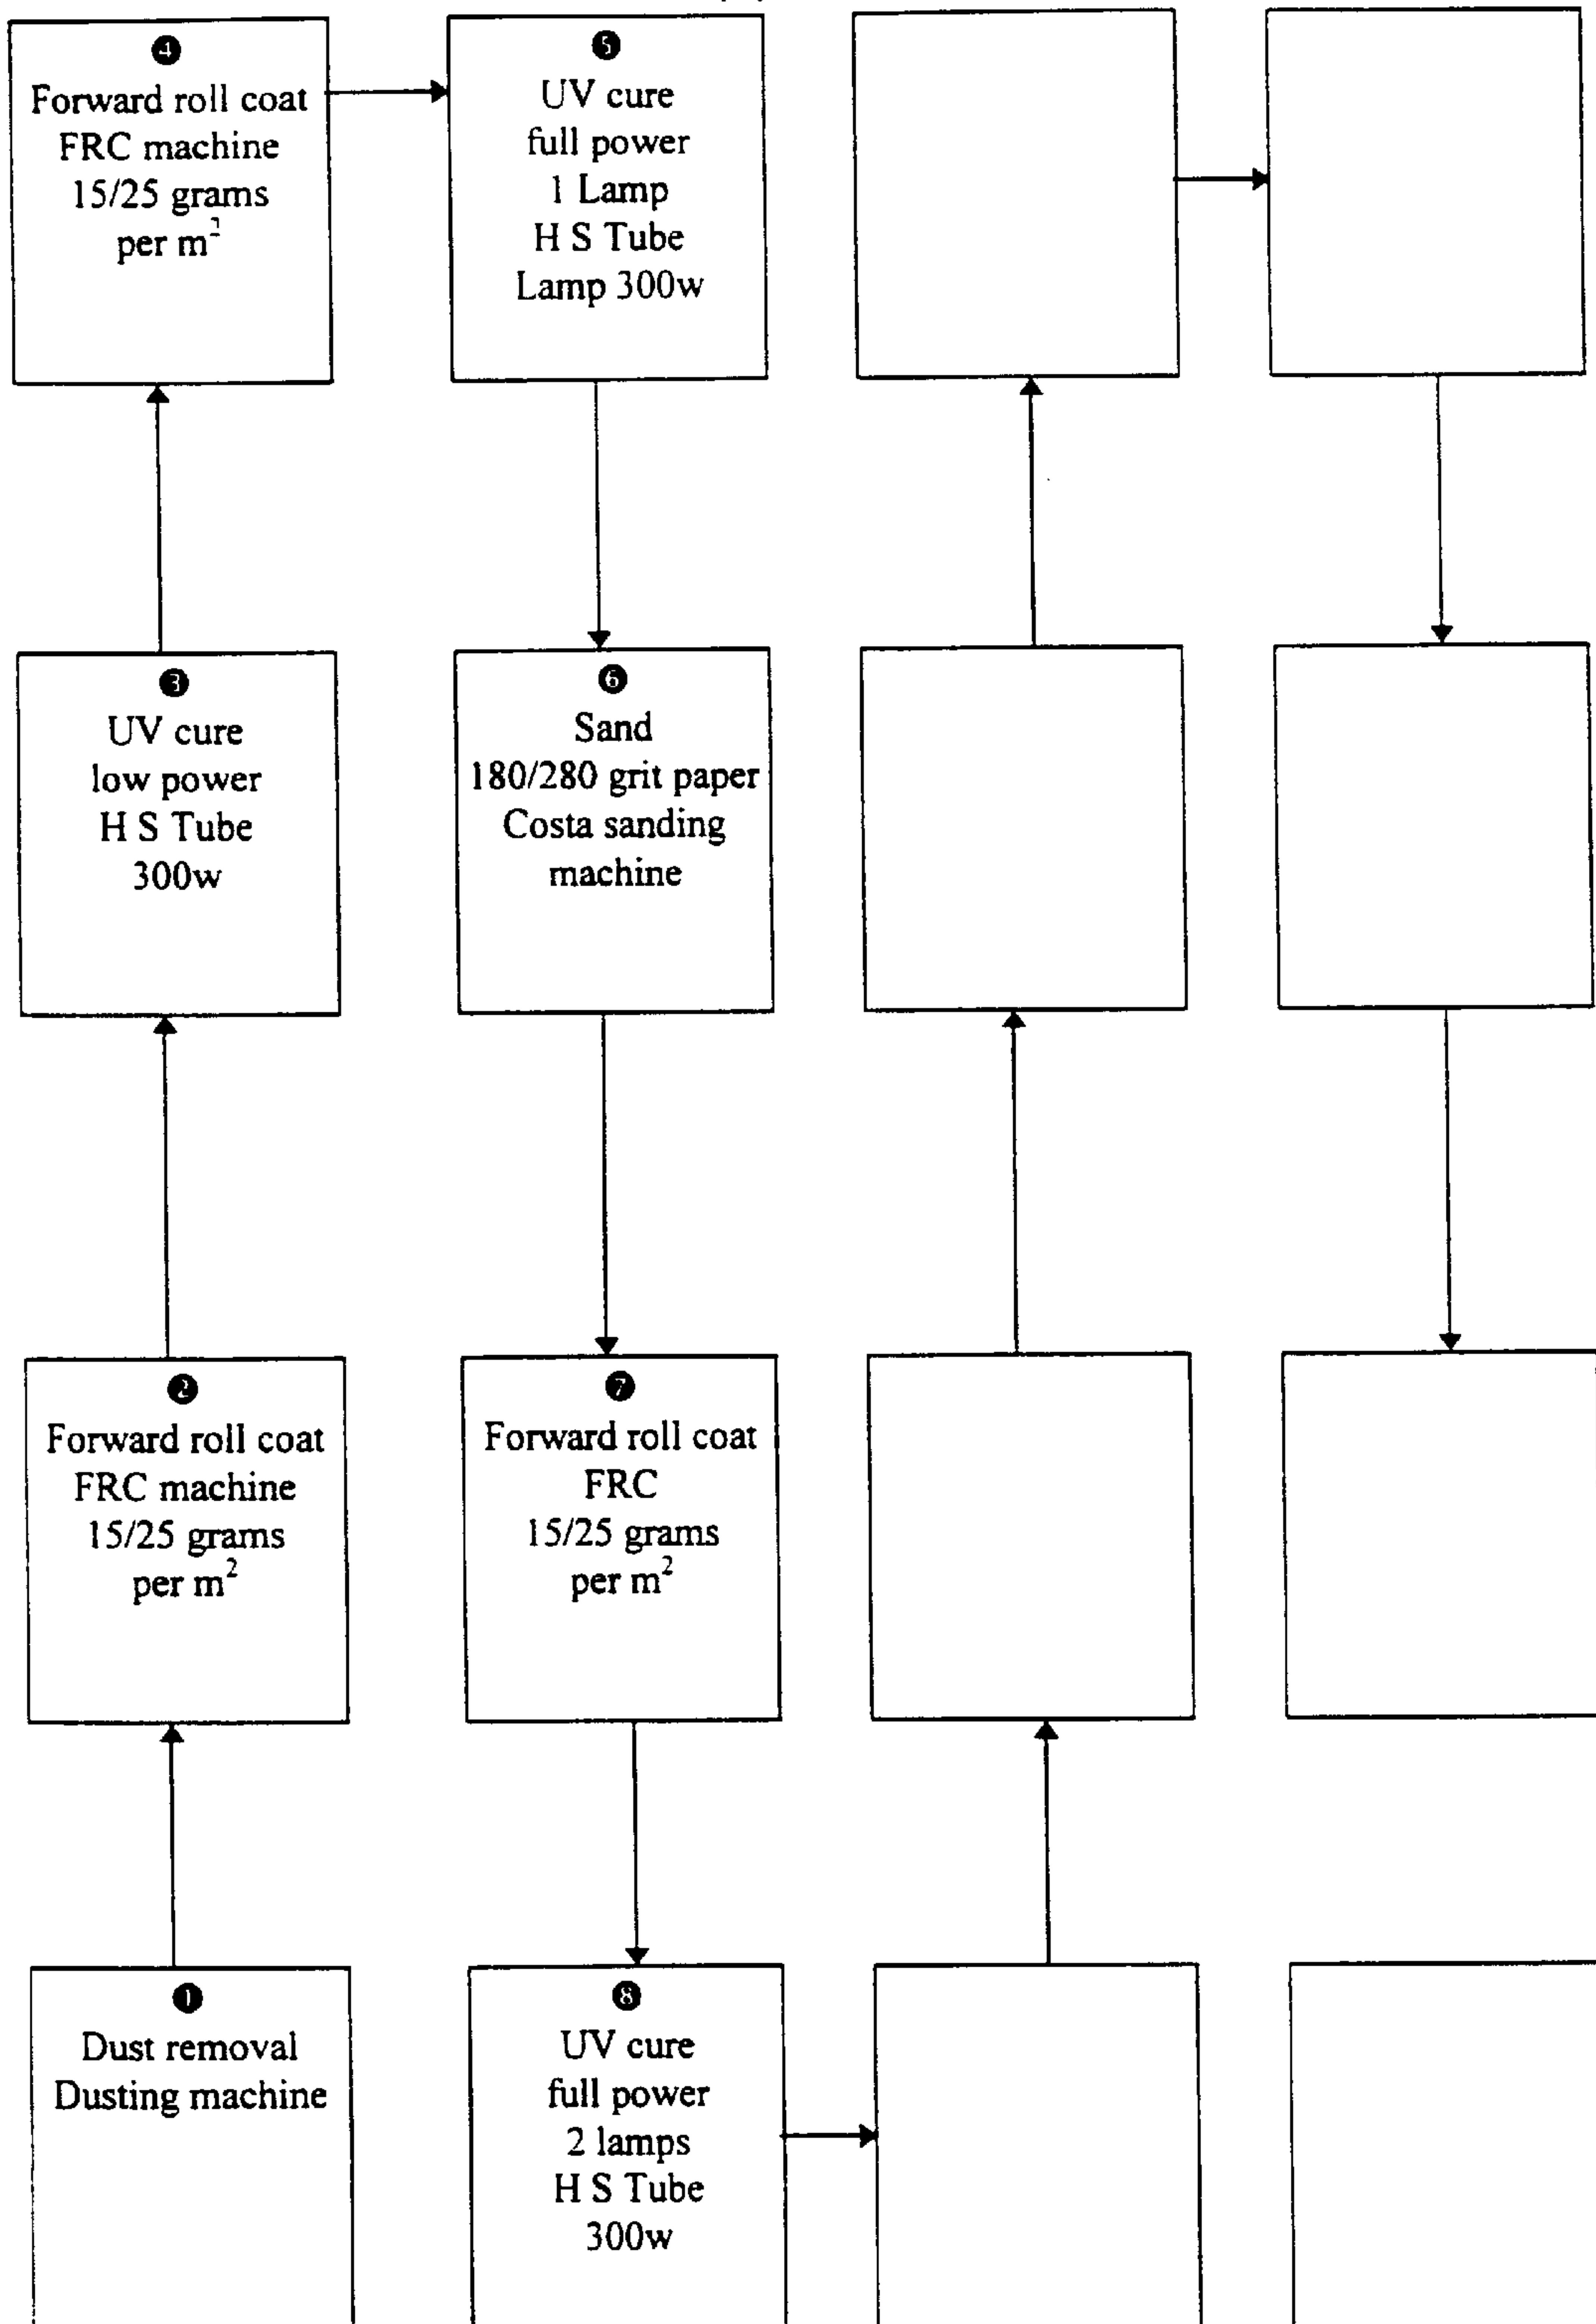 ❹
Forward roll coat
FRC machine
15/25 grams
per m²
❺
UV cure
full power
1 Lamp
H S Tube
Lamp 300w
❸
UV cure
low power
H S Tube
300w
❻
Sand
180/280 grit paper
Costa sanding
machine
❷
Forward roll coat
FRC machine
15/25 grams
per m²
❼
Forward roll coat
FRC
15/25 grams
per m²
❶
Dust removal
Dusting machine
❽
UV cure
full power
2 lamps
H S Tube
300w